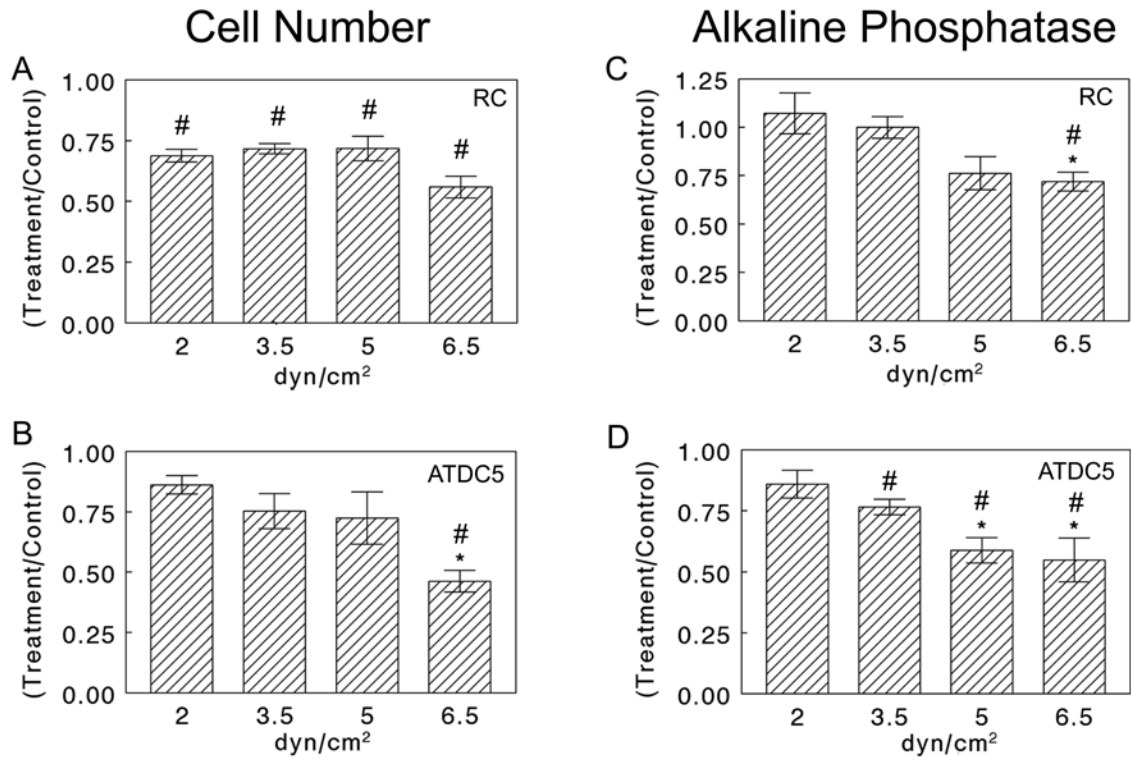 Cell Number
Alkaline Phosphatase
A
RC
(Treatment/Control)
1.00
0.75
0.50
0.25
0.00
# # # #
2 3.5 5 6.5
dyn/cm²
C
RC
(Treatment/Control)
1.25
1.00
0.75
0.50
0.25
0.00
#
*
2 3.5 5 6.5
dyn/cm²
B
ATDC5
(Treatment/Control)
1.00
0.75
0.50
0.25
0.00
#
*
2 3.5 5 6.5
dyn/cm²
D
ATDC5
(Treatment/Control)
1.00
0.75
0.50
0.25
0.00
# # #
* *
2 3.5 5 6.5
dyn/cm²